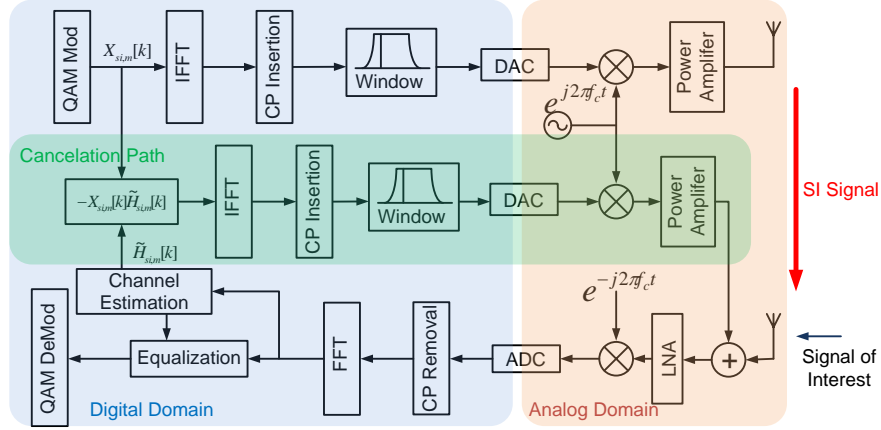 QAM Mod
X_{si,m}[k]
IFFT
CP Insertion
Window
DAC
Power
Amplifer
e^{j2πf_c t}
SI Signal
Cancelation Path
-X_{si,m}[k]H̃_{si,m}[k]
IFFT
CP Insertion
Window
DAC
Power
Amplifer
H̃_{si,m}[k]
Channel
Estimation
e^{-j2πf_c t}
QAM DeMod
Equalization
FFT
CP Removal
ADC
LNA
+
Signal of
Interest
Digital Domain
Analog Domain